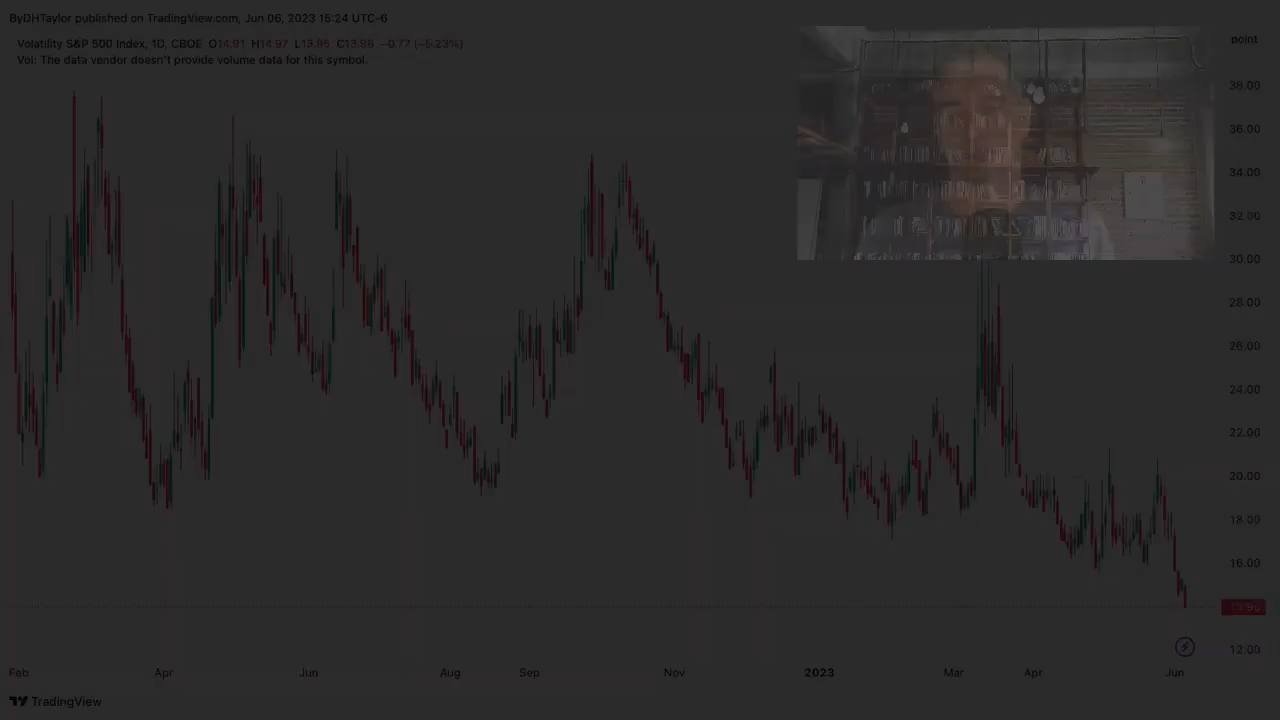 ByDHTaylor published on TradingView.com, Jun 06, 2023 15:24 UTC-6
Volatility S&P 500 Index, 1D, CBOE O14.91 H14.97 L13.95 C13.96 −0.77 (−5.23%)
Vol: The data vendor doesn't provide volume data for this symbol.
point
38.00
36.00
34.00
32.00
30.00
28.00
26.00
24.00
22.00
20.00
18.00
16.00
13.96
12.00
Feb Apr Jun Aug Sep Nov 2023 Mar Apr Jun
TradingView